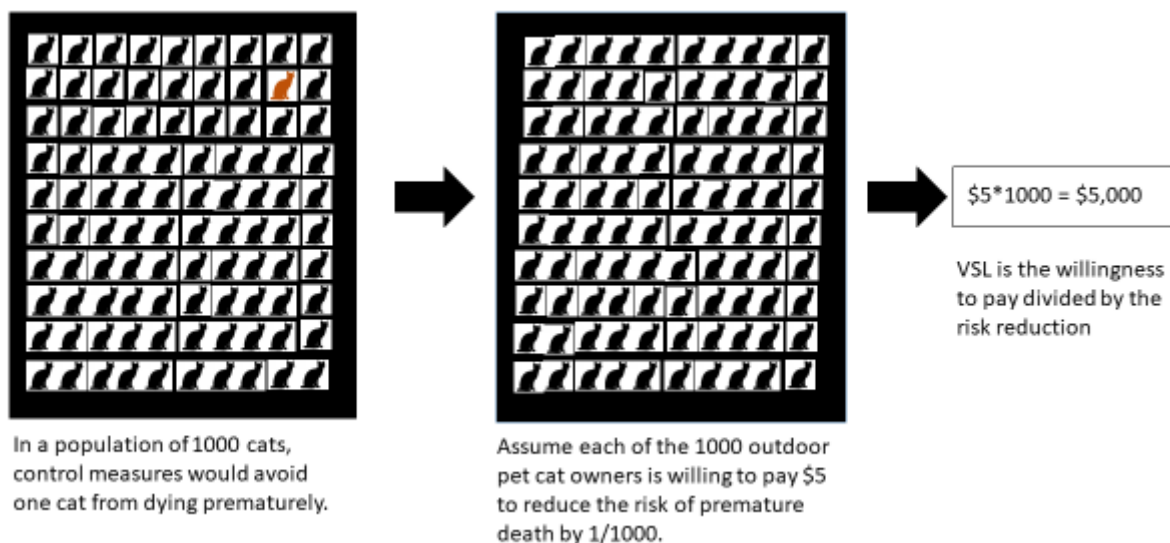 In a population of 1000 cats,
control measures would avoid
one cat from dying prematurely.
Assume each of the 1000 outdoor
pet cat owners is willing to pay $5
to reduce the risk of premature
death by 1/1000.
$5*1000 = $5,000
VSL is the willingness
to pay divided by the
risk reduction